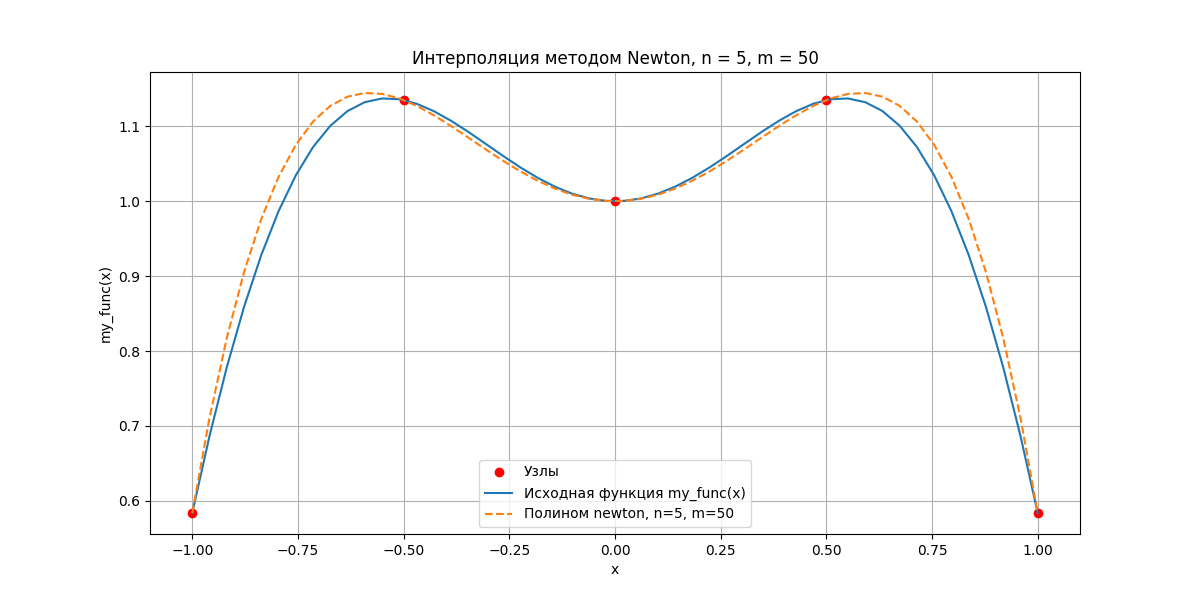 Интерполяция методом Newton, n = 5, m = 50
my_func(x)
1.1
1.0
0.9
0.8
0.7
0.6
Узлы
Исходная функция my_func(x)
Полином newton, n=5, m=50
−1.00 −0.75 −0.50 −0.25 0.00 0.25 0.50 0.75 1.00
x